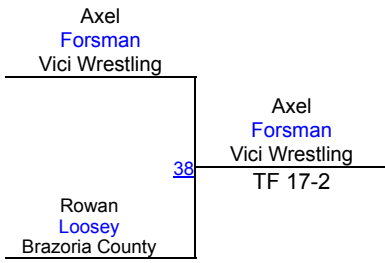 Axel
Forsman
Vici Wrestling
Axel
Forsman
Vici Wrestling
38
TF 17-2
Rowan
Loosey
Brazoria County